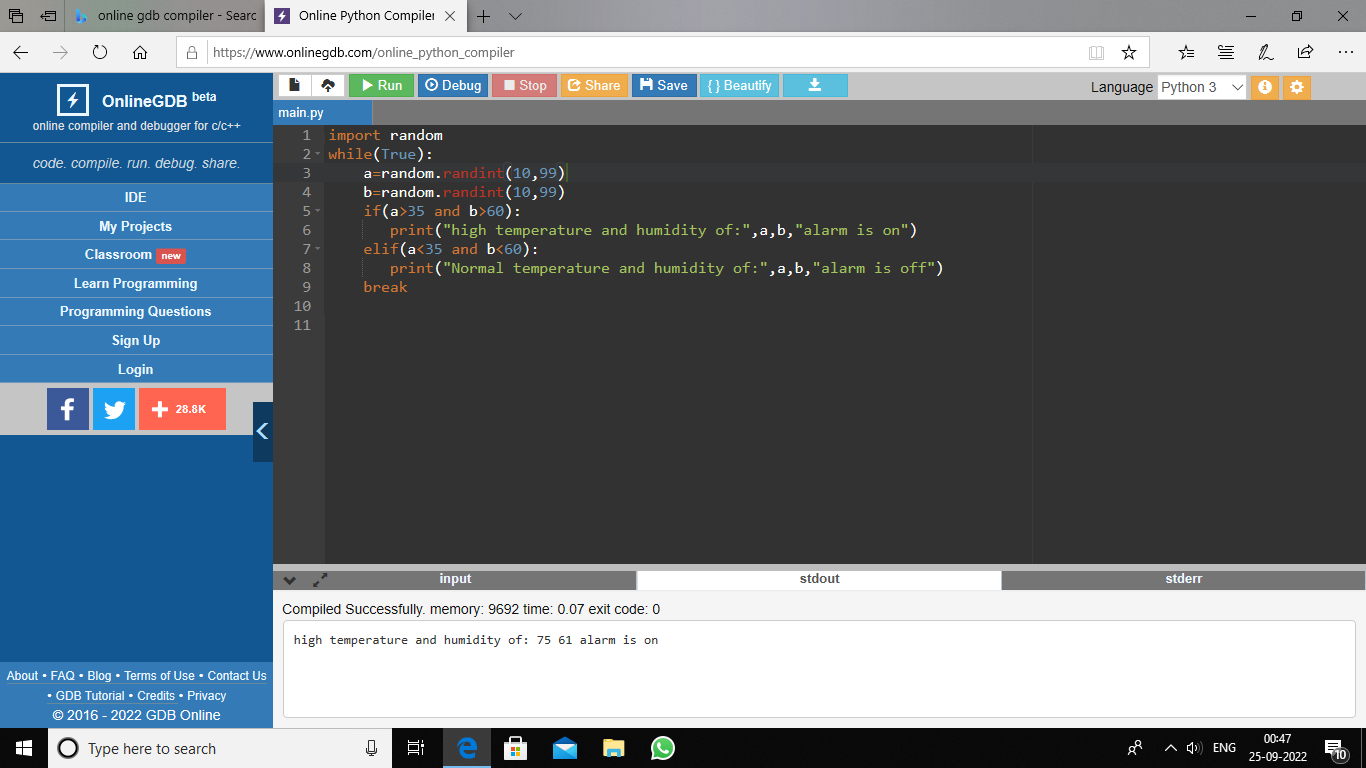 online gdb compiler - Searc
Online Python Compiler
https://www.onlinegdb.com/online_python_compiler
OnlineGDB beta
online compiler and debugger for c/c++
code. compile. run. debug. share.
IDE
My Projects
Classroom new
Learn Programming
Programming Questions
Sign Up
Login
f
28.8K
About • FAQ • Blog • Terms of Use • Contact Us
• GDB Tutorial • Credits • Privacy
© 2016 - 2022 GDB Online
Run Debug Stop Share Save { } Beautify
Language Python 3
main.py
1 import random
2 while(True):
3 a=random.randint(10,99)
4 b=random.randint(10,99)
5 if(a>35 and b>60):
6 print("high temperature and humidity of:",a,b,"alarm is on")
7 elif(a<35 and b<60):
8 print("Normal temperature and humidity of:",a,b,"alarm is off")
9 break
10
11
input stdout stderr
Compiled Successfully. memory: 9692 time: 0.07 exit code: 0
high temperature and humidity of: 75 61 alarm is on
Type here to search
ENG
00:47
25-09-2022
10